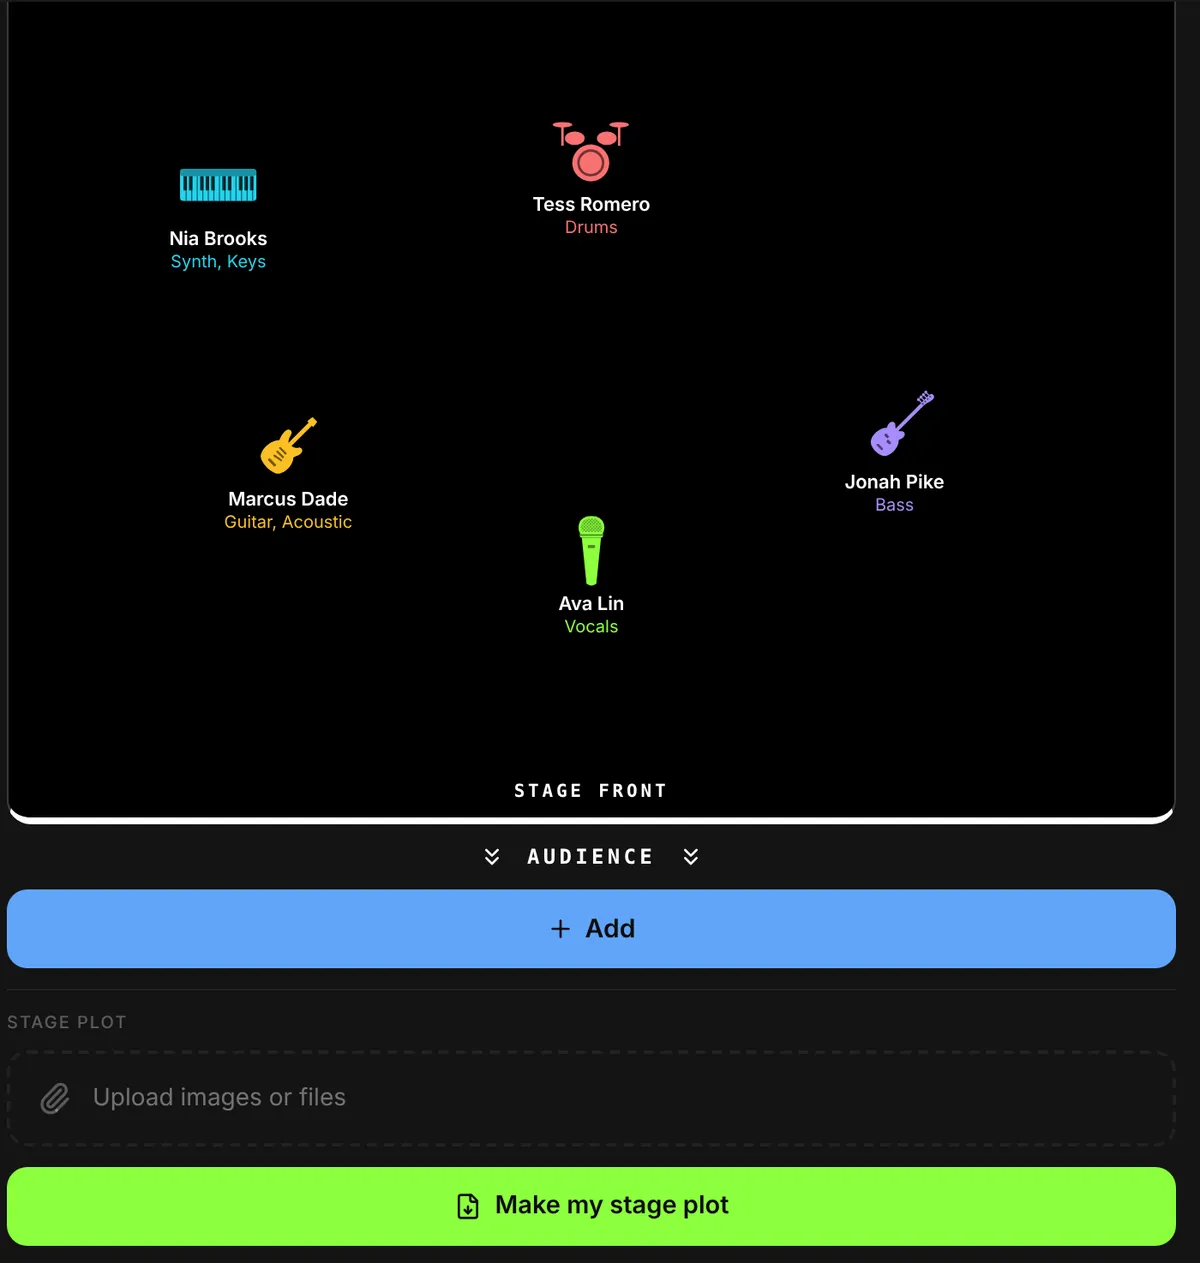 Tess Romero
Drums
Nia Brooks
Synth, Keys
Jonah Pike
Bass
Marcus Dade
Guitar, Acoustic
Ava Lin
Vocals
STAGE FRONT
AUDIENCE
+ Add
STAGE PLOT
Upload images or files
Make my stage plot